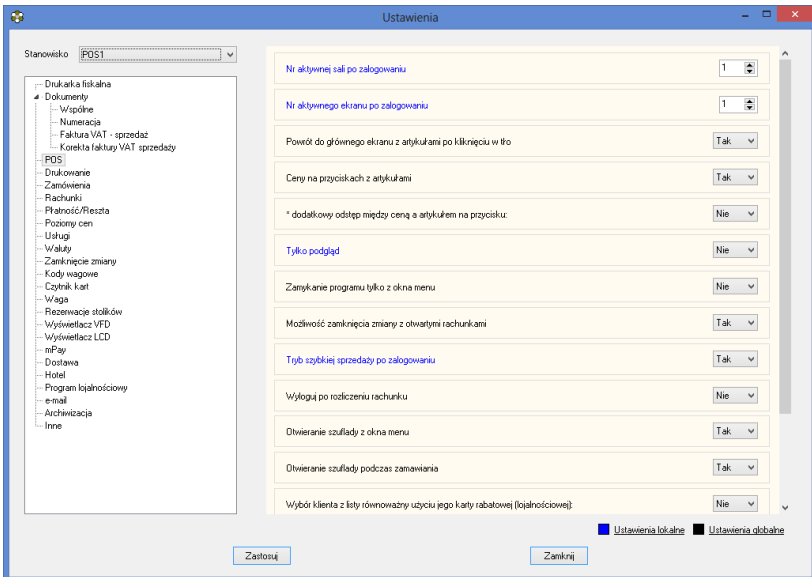 Ustawienia
Stanowisko POS1
Drukarka fiskalna
Dokumenty
Wspólne
Numeracja
Faktura VAT - sprzedaż
Korekta faktury VAT sprzedaży
POS
Drukowanie
Zamówienia
Rachunki
Płatność/Reszta
Poziomy cen
Usługi
Waluty
Zamknięcie zmiany
Kody wagowe
Czytnik kart
Waga
Rezerwacje stolików
Wyświetlacz VFD
Wyświetlacz LCD
mPay
Dostawa
Hotel
Program lojalnościowy
e-mail
Archiwizacja
Inne
Nr aktywnej sali po zalogowaniu 1
Nr aktywnego ekranu po zalogowaniu 1
Powrót do głównego ekranu z artykułami po kliknięciu w tło Tak
Ceny na przyciskach z artykułami Tak
* dodatkowy odstęp między ceną a artykułem na przycisku: Nie
Tylko podgląd Nie
Zamykanie programu tylko z okna menu Nie
Możliwość zamknięcia zmiany z otwartymi rachunkami Tak
Tryb szybkiej sprzedaży po zalogowaniu Tak
Wyloguj po rozliczeniu rachunku Nie
Otwieranie szuflady z okna menu Tak
Otwieranie szuflady podczas zamawiania Tak
Wybór klienta z listy równoważny użyciu jego karty rabatowej (lojalnościowej): Nie
Ustawienia lokalne Ustawienia globalne
Zastosuj Zamknij